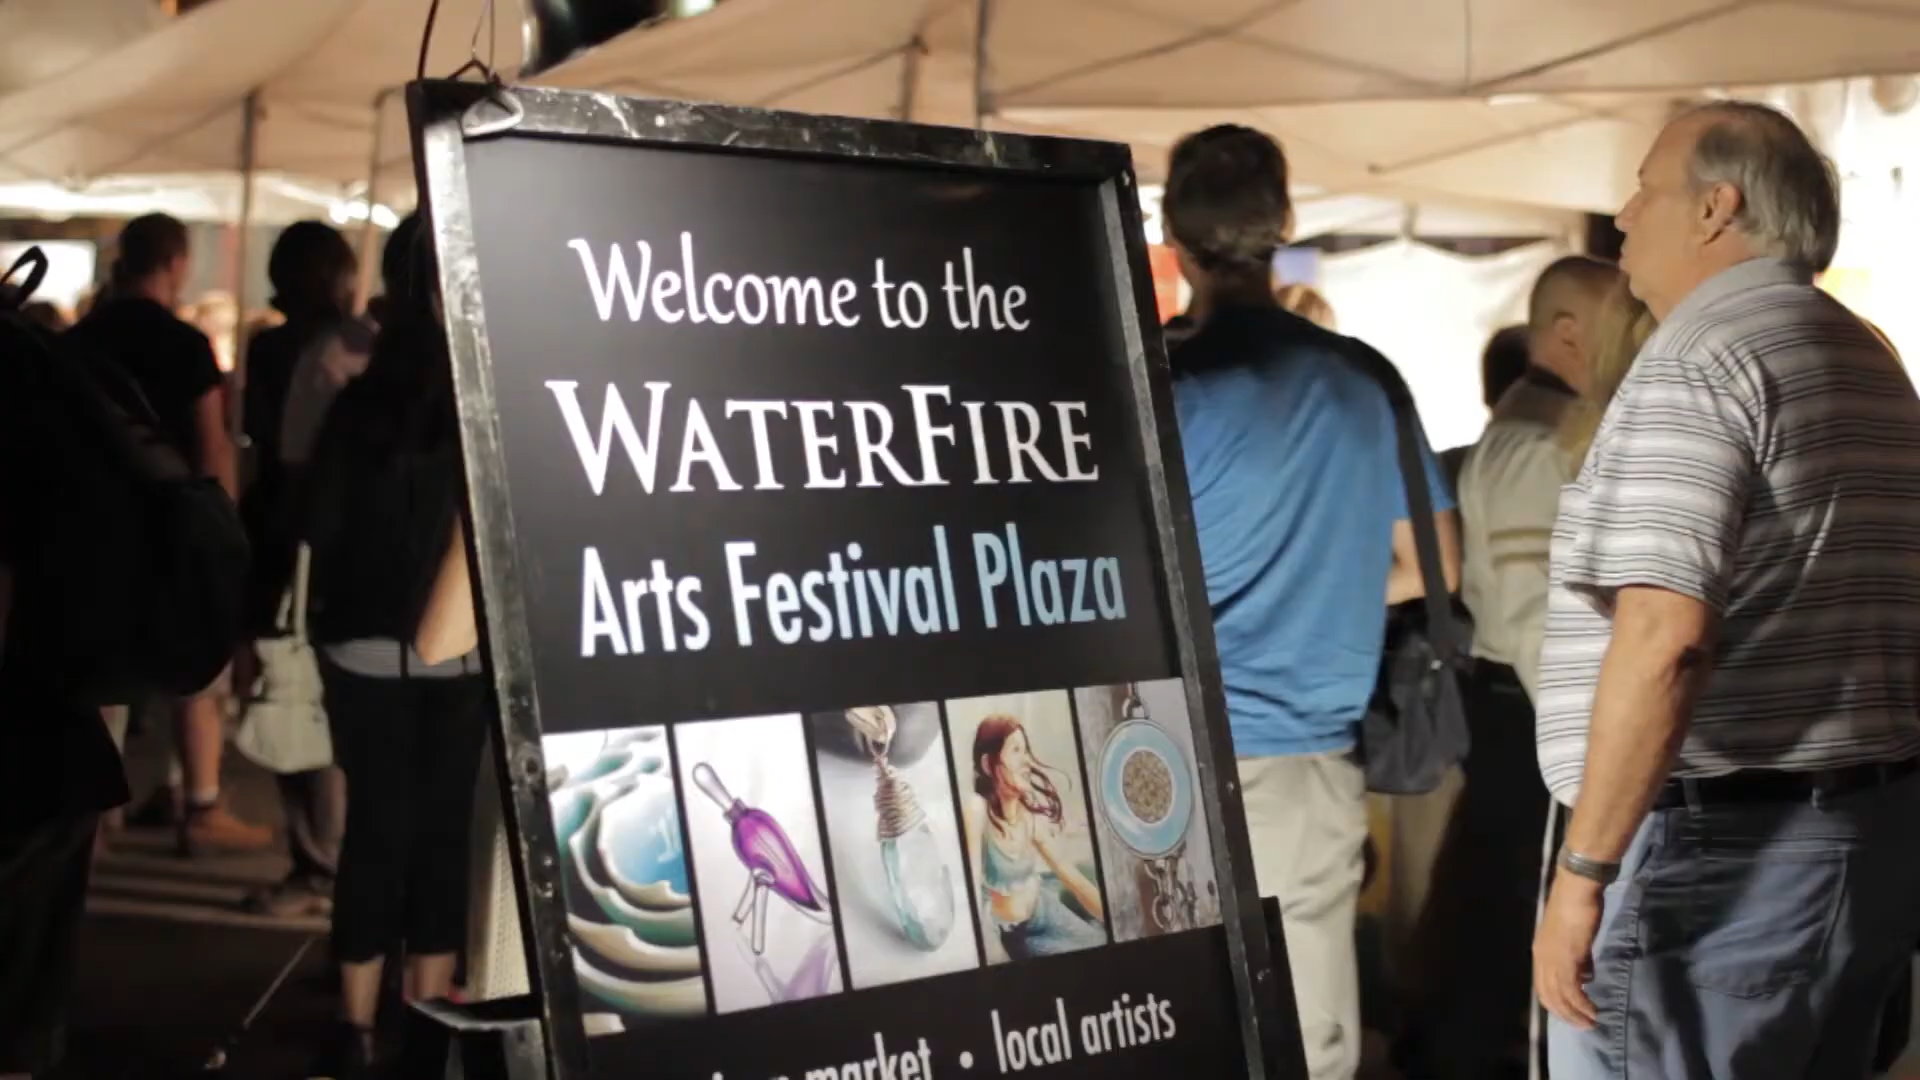 Welcome to the
WATERFIRE
Arts Festival Plaza
market • local artists